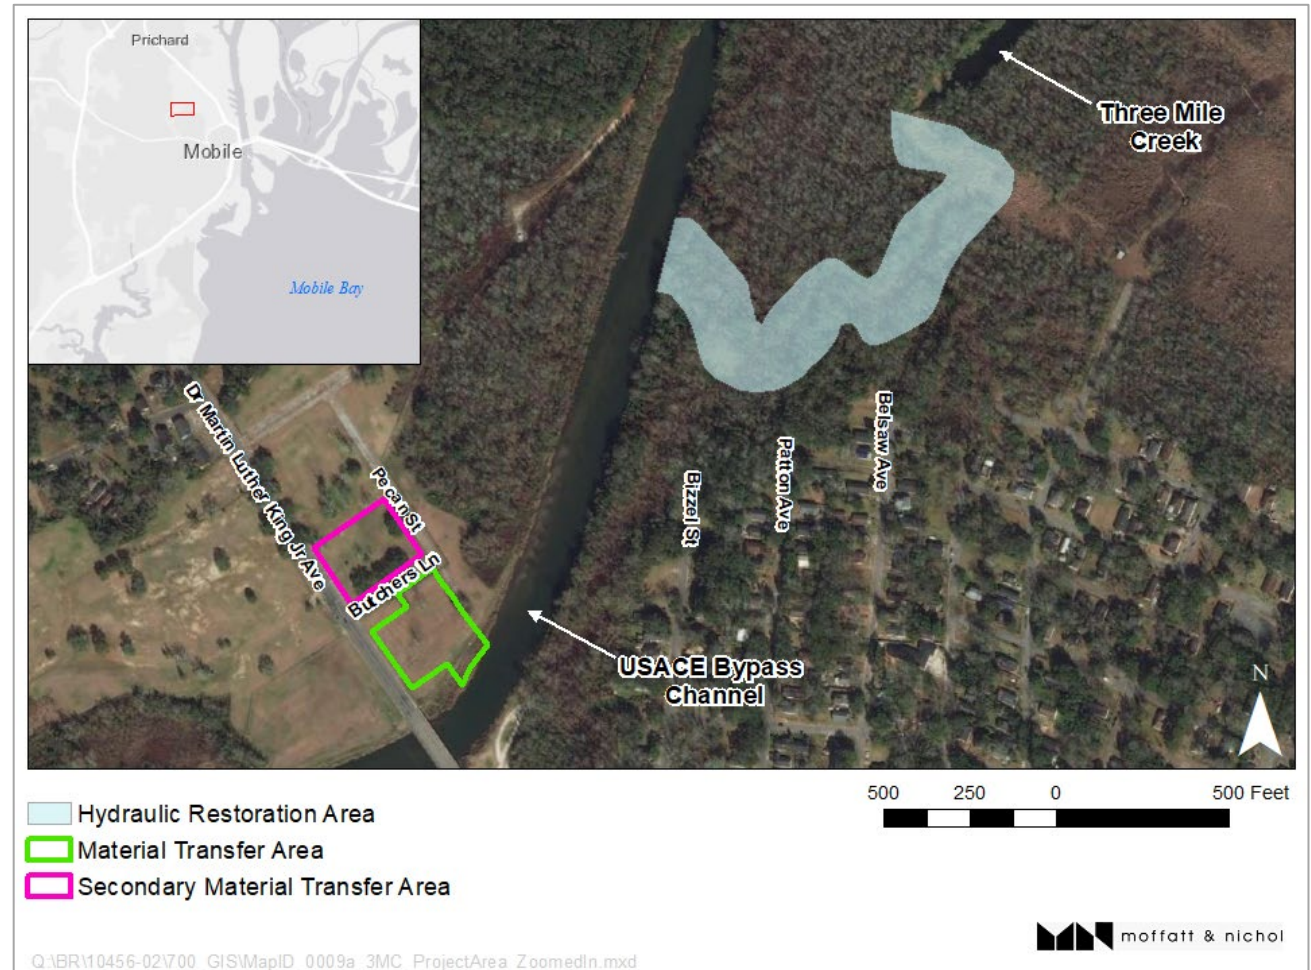 Prichard
Mobile
Mobile Bay
Three Mile
Creek
Dr Martin Luther King Jr Ave
Pecan St
Butchers Ln
Bizzel St
Patton Ave
Belsaw Ave
USACE Bypass
Channel
N
500 250 0 500 Feet
Hydraulic Restoration Area
Material Transfer Area
Secondary Material Transfer Area
moffatt & nichol
Q:\BR\10456-02\700_GIS\MapID_0009a_3MC_ProjectArea_ZoomedIn.mxd